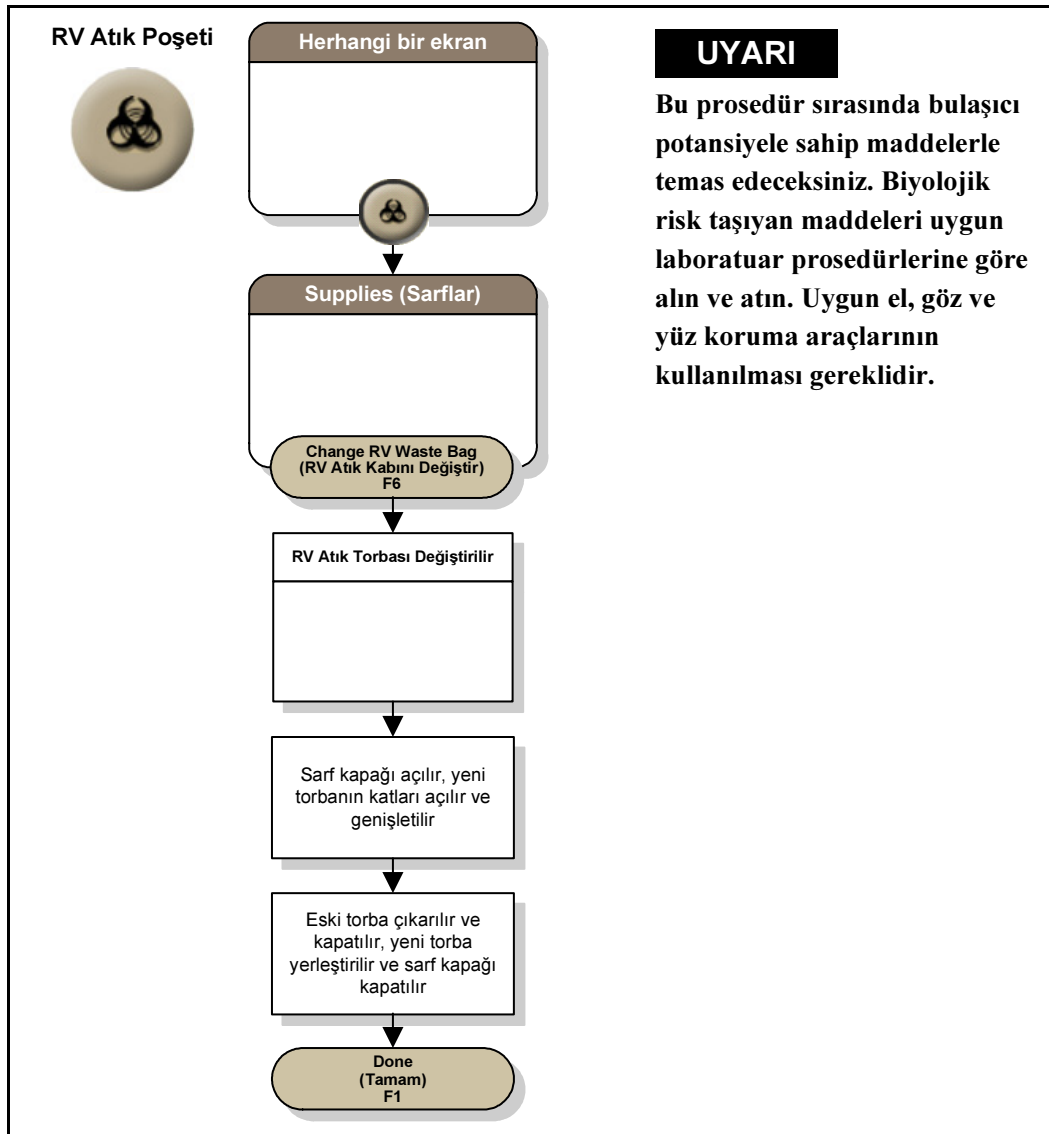 RV Atık Poşeti
Herhangi bir ekran
Supplies (Sarflar)
Change RV Waste Bag
(RV Atık Kabını Değiştir)
F6
RV Atık Torbası Değiştirilir
Sarf kapağı açılır, yeni
torbanın katları açılır ve
genişletilir
Eski torba çıkarılır ve
kapatılır, yeni torba
yerleştirilir ve sarf kapağı
kapatılır
Done
(Tamam)
F1
UYARI
Bu prosedür sırasında bulaşıcı
potansiyele sahip maddelerle
temas edeceksiniz. Biyolojik
risk taşıyan maddeleri uygun
laboratuar prosedürlerine göre
alın ve atın. Uygun el, göz ve
yüz koruma araçlarının
kullanılması gereklidir.